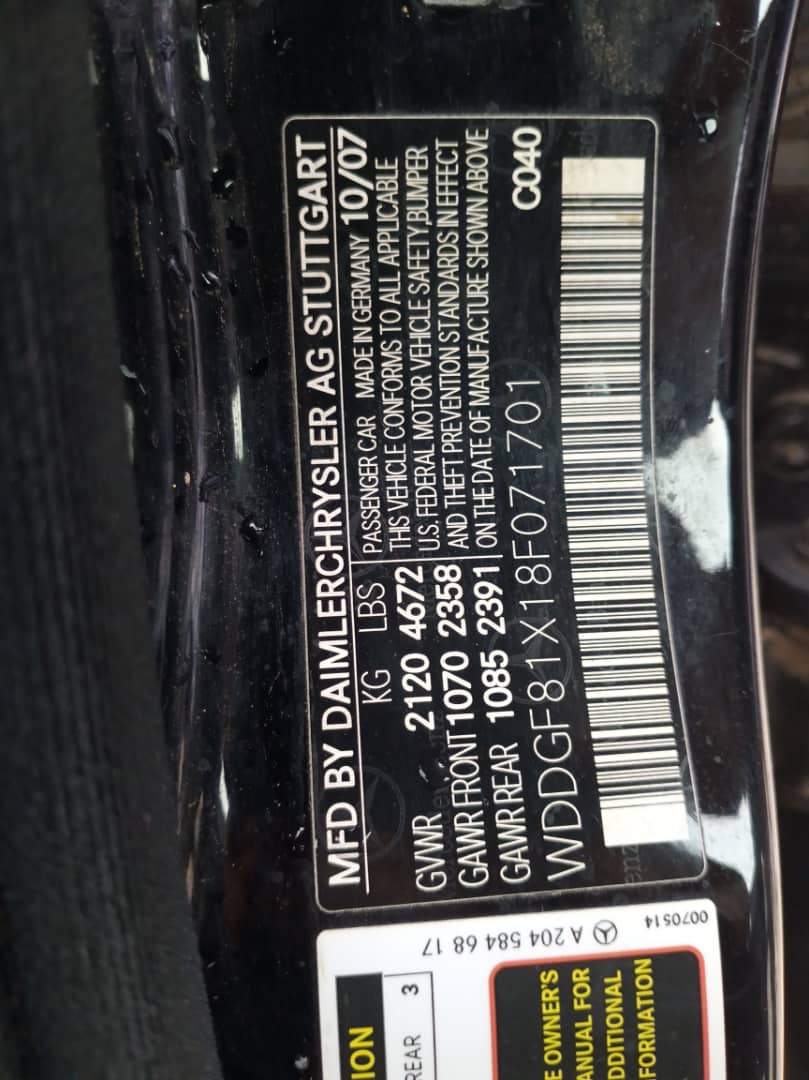 MFD BY DAIMLERCHRYSLER AG STUTTGART
KG LBS
PASSENGER CAR MADE IN GERMANY 10/07
THIS VEHICLE CONFORMS TO ALL APPLICABLE
U.S. FEDERAL MOTOR VEHICLE SAFETY,BUMPER
AND THEFT PREVENTION STANDARDS IN EFFECT
ON THE DATE OF MANUFACTURE SHOWN ABOVE
GVWR 2120 4672
GAWR FRONT 1070 2358
GAWR REAR 1085 2391
C040
WDDGF81X18F071701
A 204 584 68 17
0070514
ION
REAR 3
E OWNER'S
ANUAL FOR
DDITIONAL
FORMATION